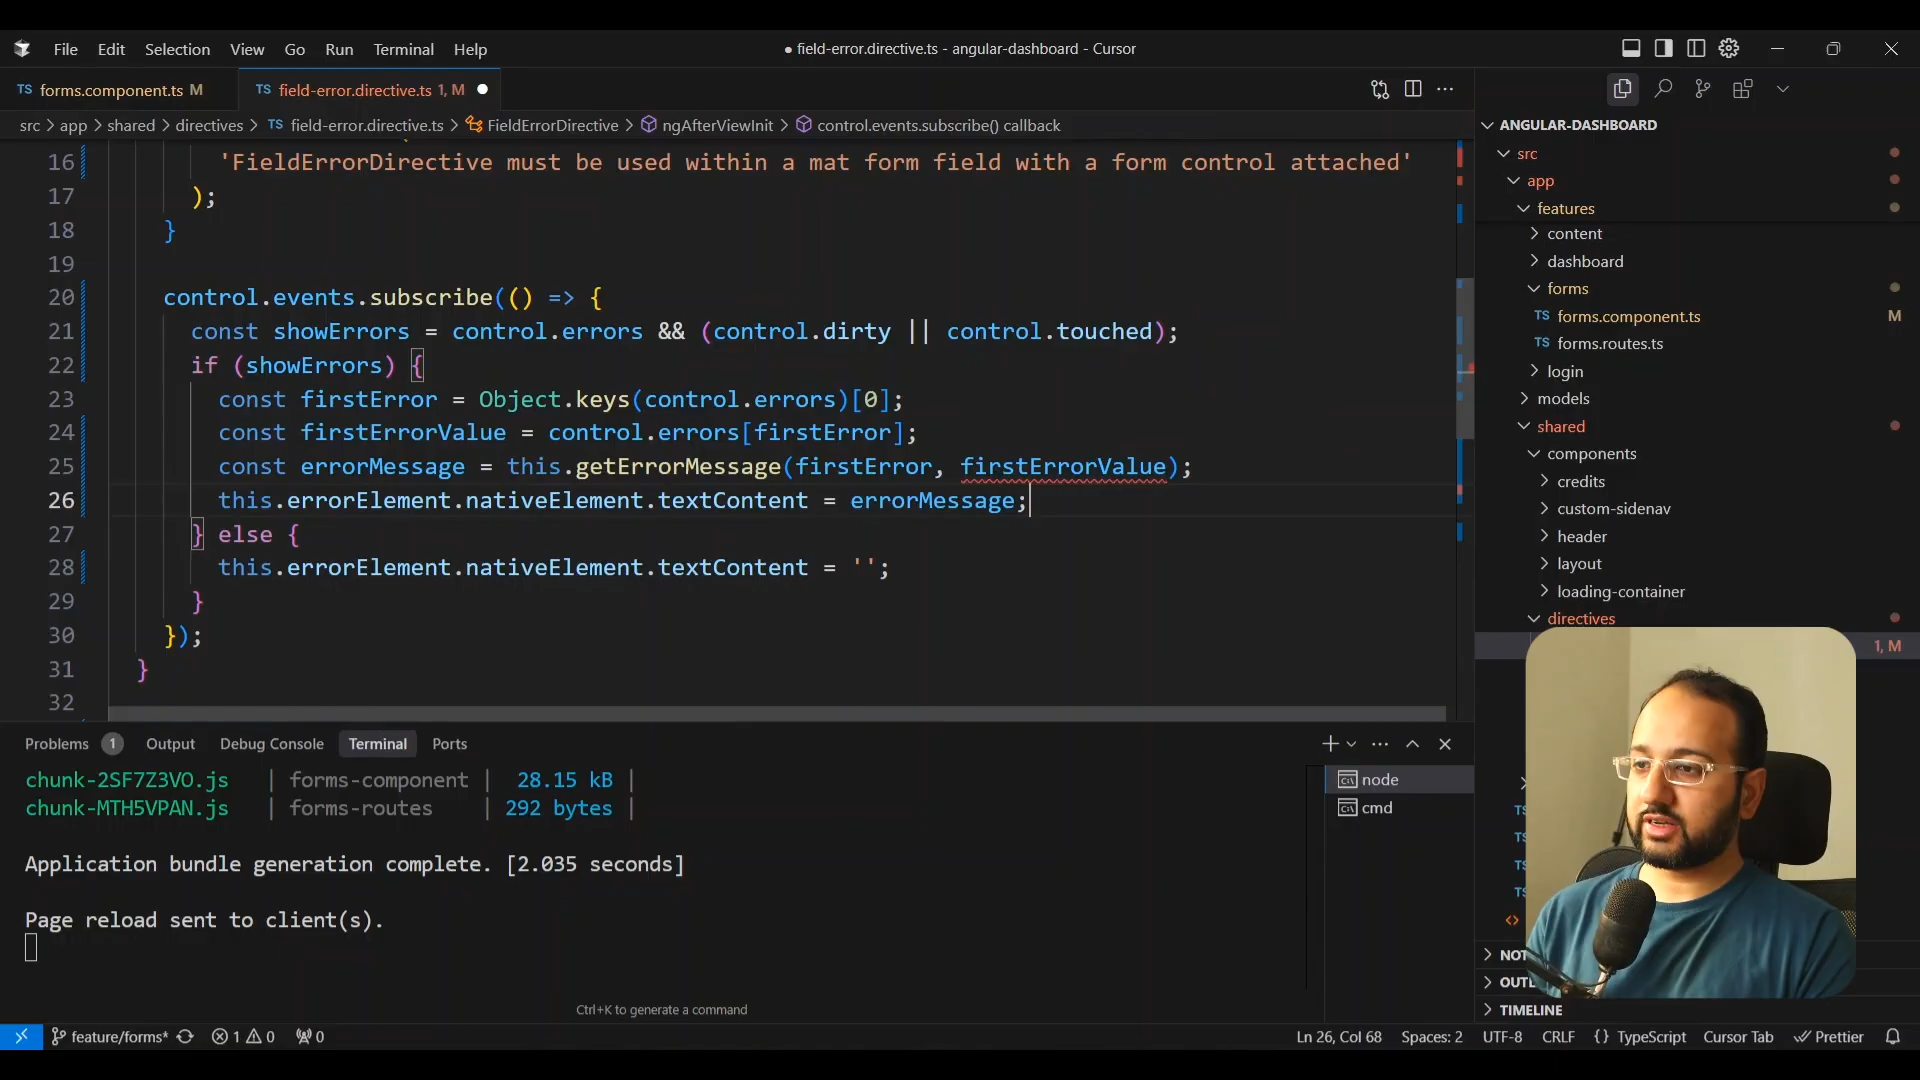 File Edit Selection View Go Run Terminal Help
● field-error.directive.ts - angular-dashboard - Cursor
TS forms.component.ts M
TS field-error.directive.ts 1, M ●
src > app > shared > directives > TS field-error.directive.ts > FieldErrorDirective > ngAfterViewInit > control.events.subscribe() callback
16 'FieldErrorDirective must be used within a mat form field with a form control attached'
17 );
18 }
19
20 control.events.subscribe(() => {
21 const showErrors = control.errors && (control.dirty || control.touched);
22 if (showErrors) {
23 const firstError = Object.keys(control.errors)[0];
24 const firstErrorValue = control.errors[firstError];
25 const errorMessage = this.getErrorMessage(firstError, firstErrorValue);
26 this.errorElement.nativeElement.textContent = errorMessage;
27 } else {
28 this.errorElement.nativeElement.textContent = '';
29 }
30 });
31 }
32
Problems 1 Output Debug Console Terminal Ports
chunk-2SF7Z3VO.js | forms-component | 28.15 kB |
chunk-MTH5VPAN.js | forms-routes | 292 bytes |
Application bundle generation complete. [2.035 seconds]
Page reload sent to client(s).
Ctrl+K to generate a command
node
cmd
ANGULAR-DASHBOARD
src
app
features
content
dashboard
forms
TS forms.component.ts M
TS forms.routes.ts
login
models
shared
components
credits
custom-sidenav
header
layout
loading-container
directives
1, M
TIMELINE
feature/forms* 1 0 0
Ln 26, Col 68 Spaces: 2 UTF-8 CRLF {} TypeScript Cursor Tab Prettier